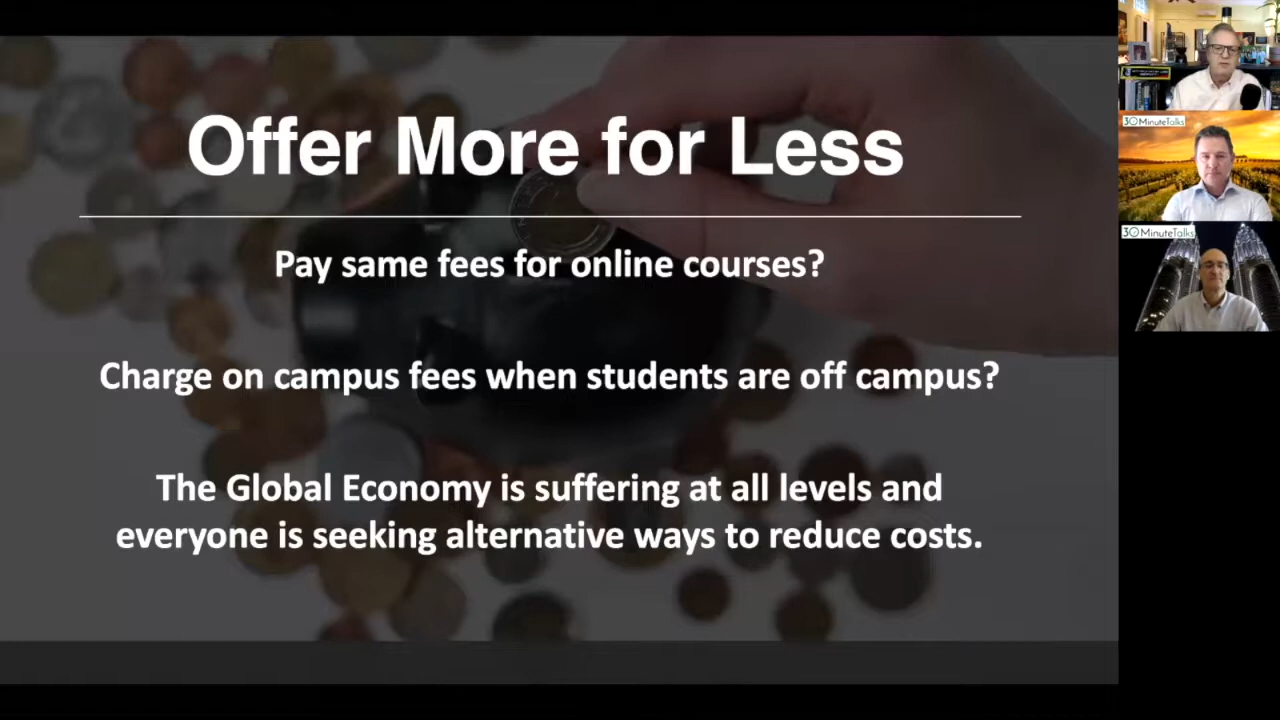 Offer More for Less
Pay same fees for online courses?
Charge on campus fees when students are off campus?
The Global Economy is suffering at all levels and
everyone is seeking alternative ways to reduce costs.
30MinuteTalks
30MinuteTalks